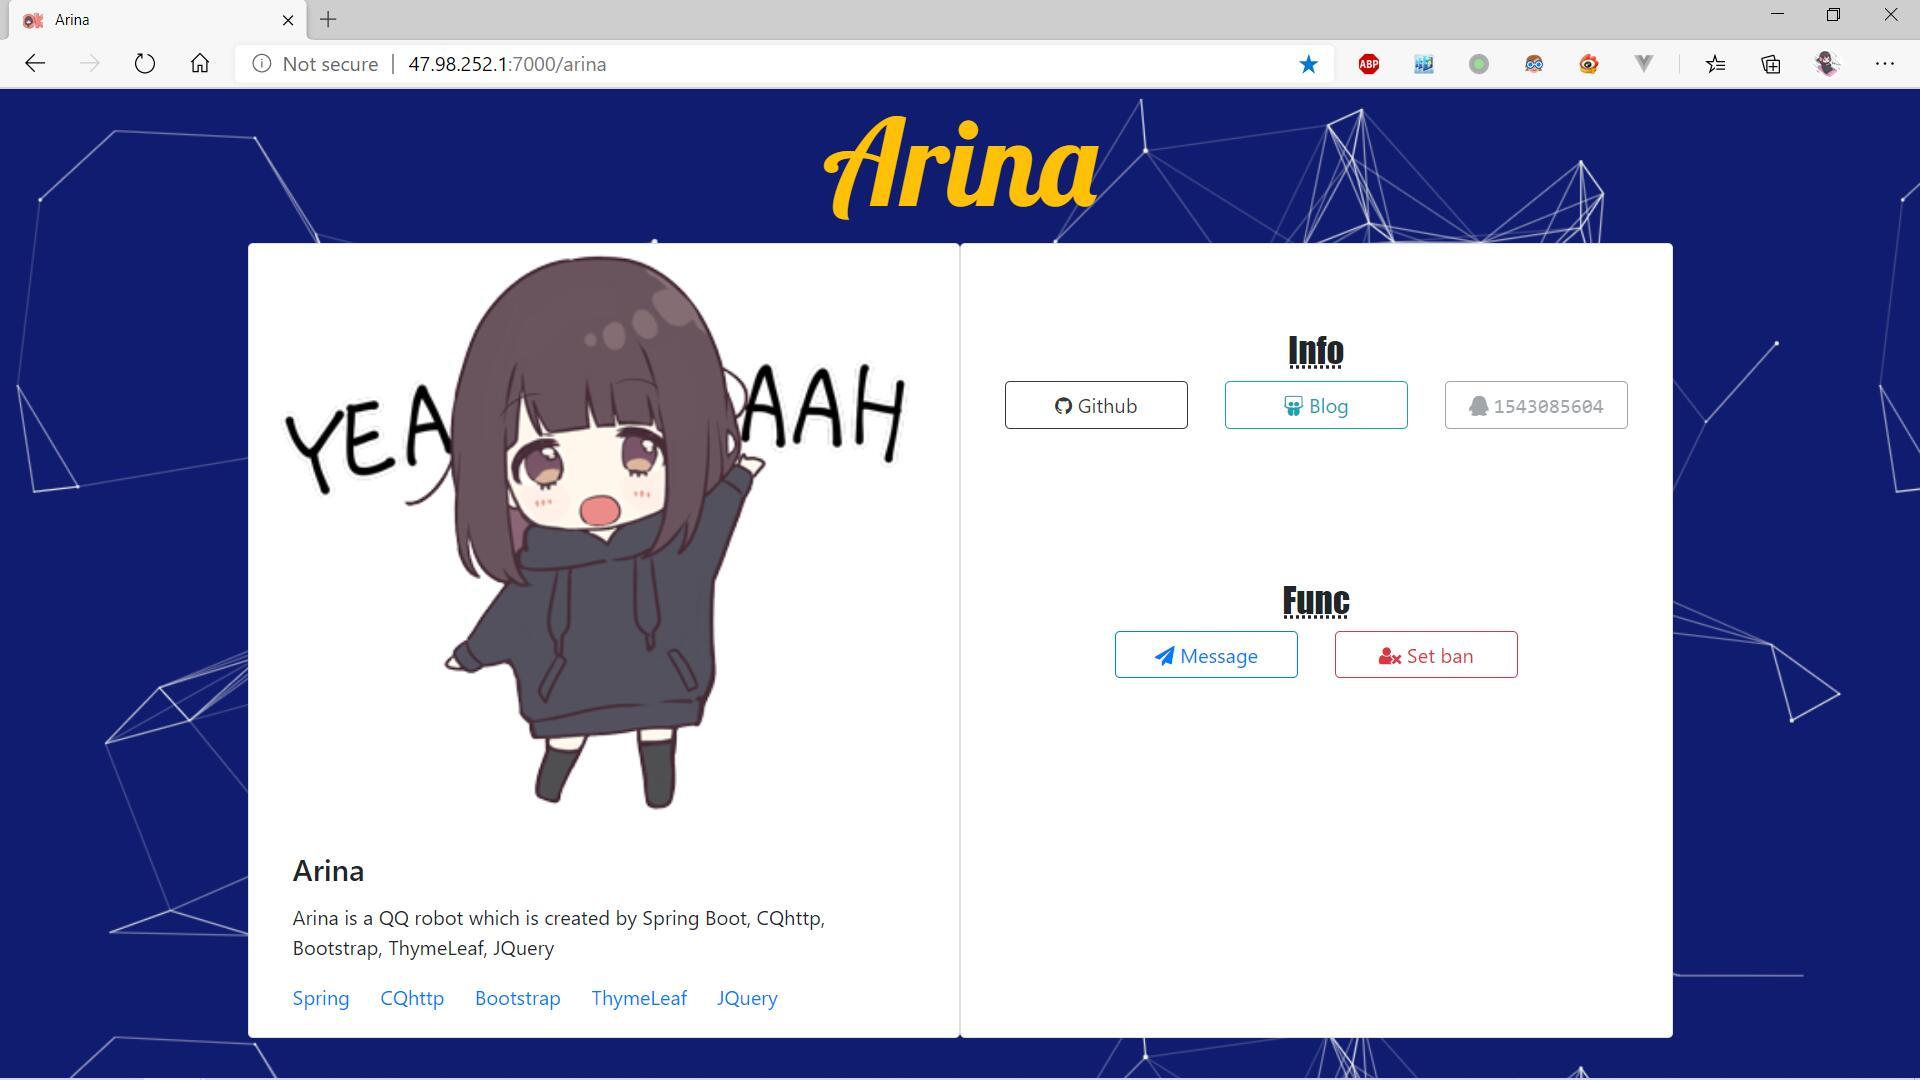 Arina
Not secure
47.98.252.1:7000/arina
ABP
Arina
YEA AAH
Info
Github
Blog
1543085604
Func
Message
Set ban
Arina
Arina is a QQ robot which is created by Spring Boot, CQhttp,
Bootstrap, ThymeLeaf, JQuery
Spring CQhttp Bootstrap ThymeLeaf JQuery